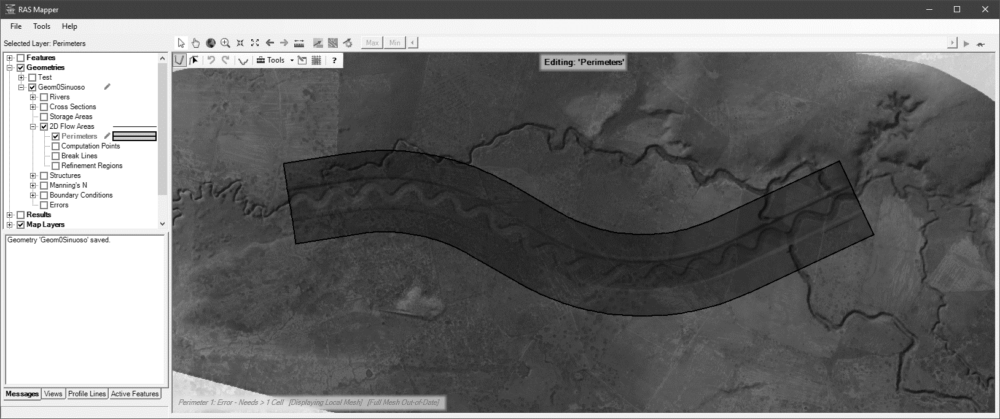 RAS Mapper
File Tools Help
Selected Layer: Perimeters
Max Min
Features
Geometries
Test
Geom0Sinuoso
Rivers
Cross Sections
Storage Areas
2D Flow Areas
Perimeters
Computation Points
Break Lines
Refinement Regions
Structures
Manning's N
Boundary Conditions
Errors
Results
Map Layers
Tools ?
Editing: 'Perimeters'
Geometry 'Geom0Sinuoso' saved.
Messages Views Profile Lines Active Features
Perimeter 1: Error - Needs > 1 Cell [Displaying Local Mesh] [Full Mesh Out-of-Date]